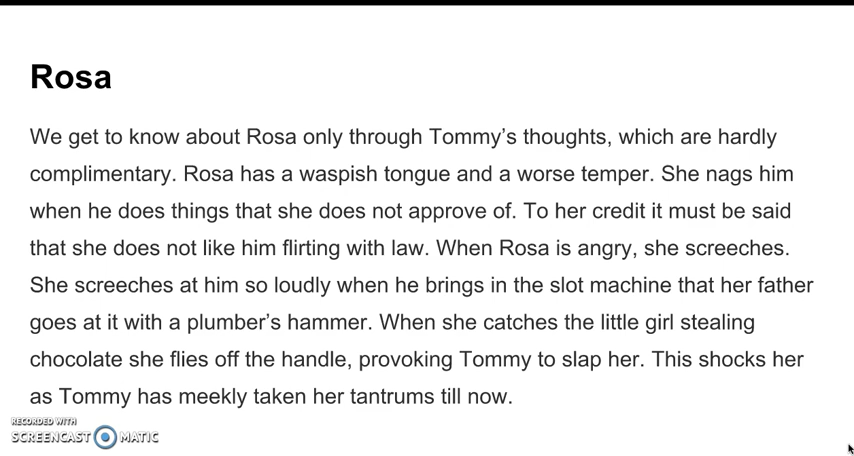 Rosa
We get to know about Rosa only through Tommy's thoughts, which are hardly
complimentary. Rosa has a waspish tongue and a worse temper. She nags him
when he does things that she does not approve of. To her credit it must be said
that she does not like him flirting with law. When Rosa is angry, she screeches.
She screeches at him so loudly when he brings in the slot machine that her father
goes at it with a plumber's hammer. When she catches the little girl stealing
chocolate she flies off the handle, provoking Tommy to slap her. This shocks her
as Tommy has meekly taken her tantrums till now.
RECORDED WITH
SCREENCAST MATIC